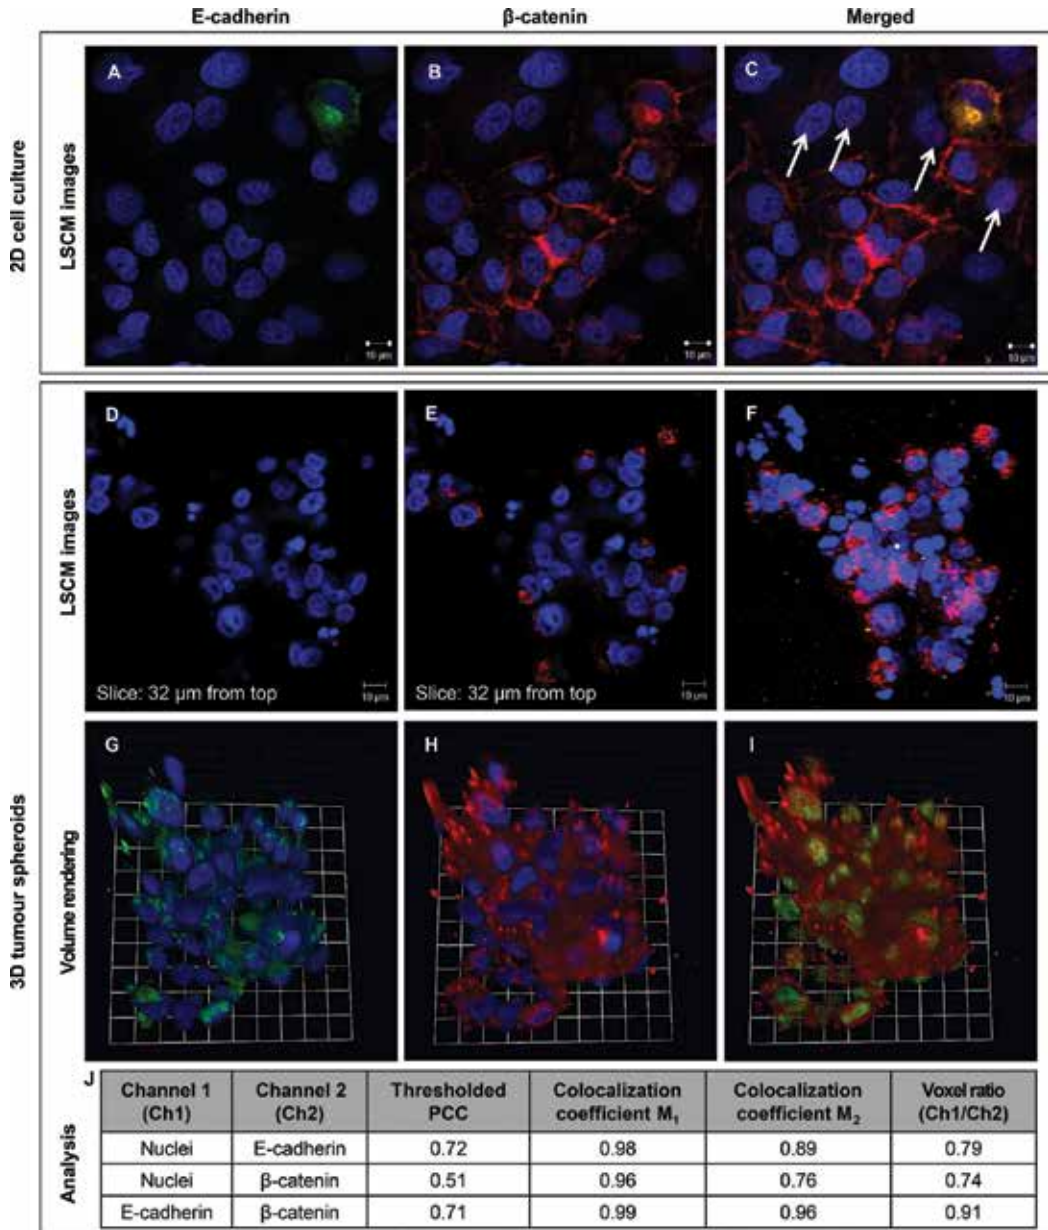 E-cadherin β-catenin Merged
2D cell culture
LSCM images
A B C
10 µm 10 µm 10 µm
3D tumour spheroids
LSCM images
D E F
Slice: 32 µm from top Slice: 32 µm from top
10 µm 10 µm 10 µm
Volume rendering
G H I
Analysis
J
Channel 1 (Ch1) Channel 2 (Ch2) Thresholded PCC Colocalization coefficient M₁ Colocalization coefficient M₂ Voxel ratio (Ch1/Ch2)
Nuclei E-cadherin 0.72 0.98 0.89 0.79
Nuclei β-catenin 0.51 0.96 0.76 0.74
E-cadherin β-catenin 0.71 0.99 0.96 0.91